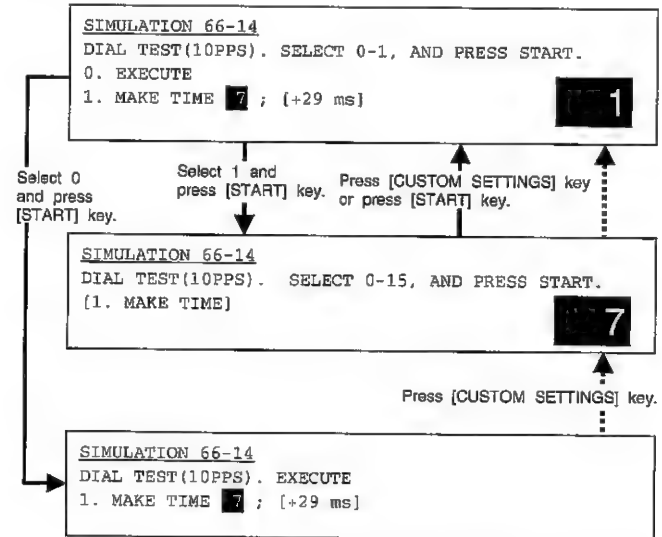 SIMULATION 66-14
DIAL TEST(10PPS). SELECT 0-1, AND PRESS START.
0. EXECUTE
1. MAKE TIME 7 ; [+29 ms]
1
Select 0
and press
[START] key.
Select 1 and
press [START] key.
Press [CUSTOM SETTINGS] key
or press [START] key.
SIMULATION 66-14
DIAL TEST(10PPS). SELECT 0-15, AND PRESS START.
[1. MAKE TIME]
7
Press [CUSTOM SETTINGS] key.
SIMULATION 66-14
DIAL TEST(10PPS). EXECUTE
1. MAKE TIME 7 ; [+29 ms]